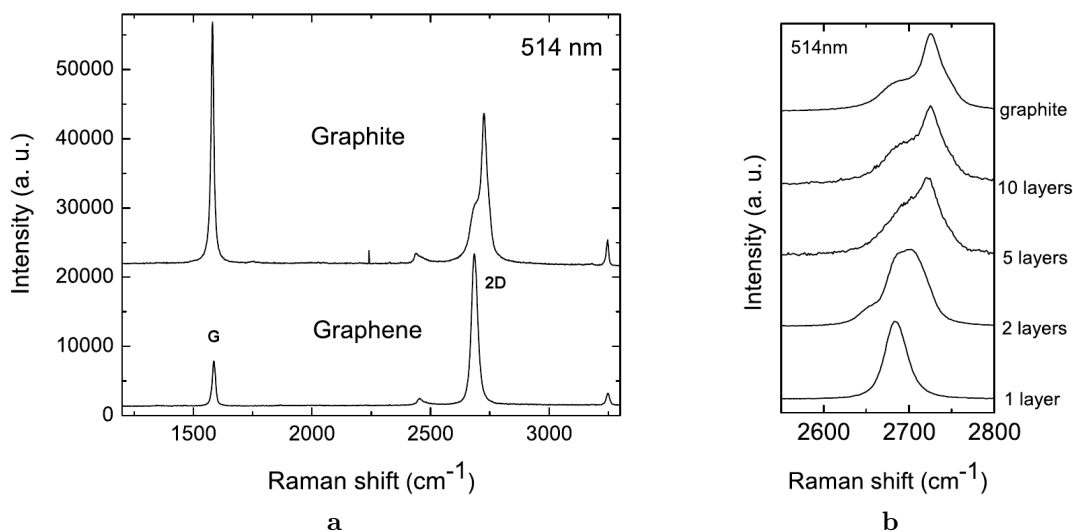 514 nm
50000
40000
30000
20000
10000
0
Intensity (a. u.)
Graphite
2D
Graphene
G
1500 2000 2500 3000
Raman shift (cm-1)
a
514nm
graphite
10 layers
5 layers
2 layers
1 layer
Intensity (a. u.)
2600 2700 2800
Raman shift (cm-1)
b